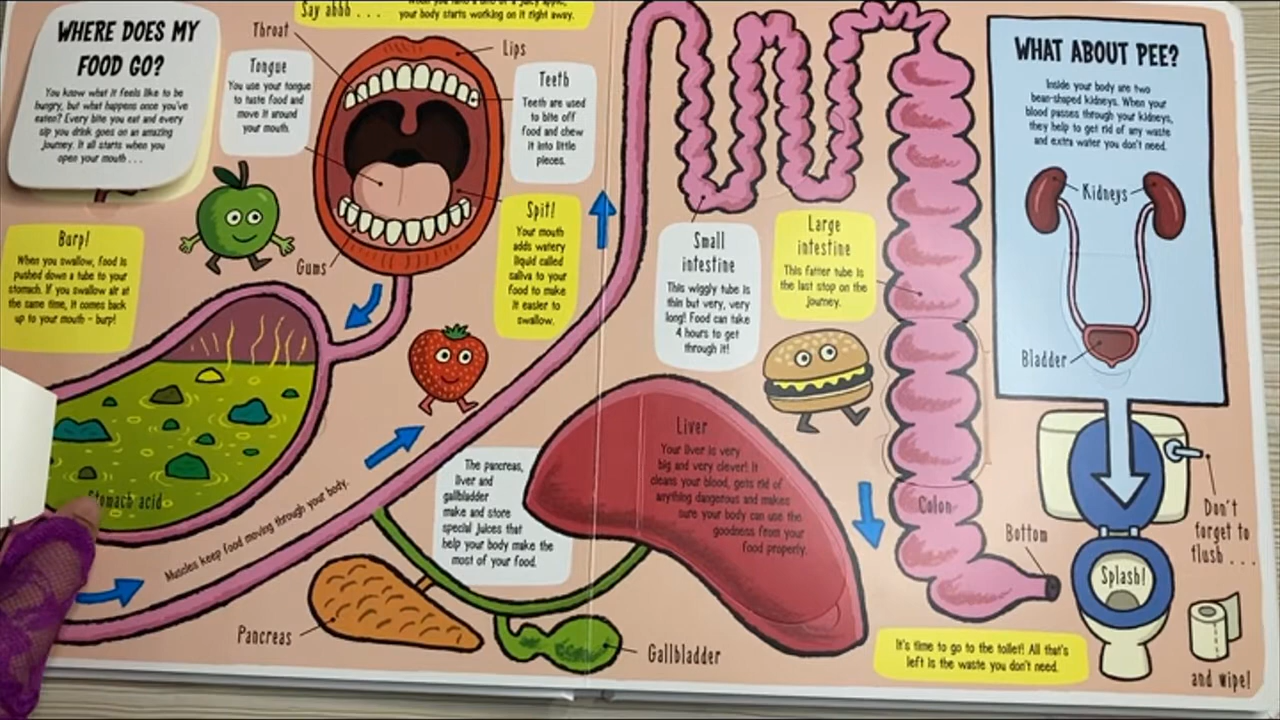 WHERE DOES MY
FOOD GO?
You know what it feels like to be
hungry, but what happens once you've
eaten? Every bite you eat and every
sip you drink goes on an amazing
journey. It all starts when you
open your mouth...
Say ahhh ...
your body starts working on it right away.
Throat
Lips
Tongue
You use your tongue
to taste food and
move it around
your mouth.
Teeth
Teeth are used
to bite off
food and chew
it into little
pieces.
Gums
Spit!
Your mouth
adds watery
liquid called
saliva to your
food to make
it easier to
swallow.
Burp!
When you swallow, food is
pushed down a tube to your
stomach. If you swallow air at
the same time, it comes back
up to your mouth - burp!
Stomach acid
Muscles keep food moving through your body.
The pancreas,
liver and
gallbladder
make and store
special juices that
help your body make the
most of your food.
Pancreas
Gallbladder
Liver
Your liver is very
big and very clever! It
cleans your blood, gets rid of
anything dangerous and makes
sure your body can use the
goodness from your
food properly.
Small
intestine
This wiggly tube is
thin but very, very
long! Food can take
4 hours to get
through it!
Large
intestine
This fatter tube is
the last stop on the
journey.
Colon
Bottom
It's time to go to the toilet! All that's
left is the waste you don't need.
WHAT ABOUT PEE?
Inside your body are two
bean-shaped kidneys. When your
blood passes through your kidneys,
they help to get rid of any waste
and extra water you don't need.
Kidneys
Bladder
Splash!
Don't
forget to
flush ...
and wipe!